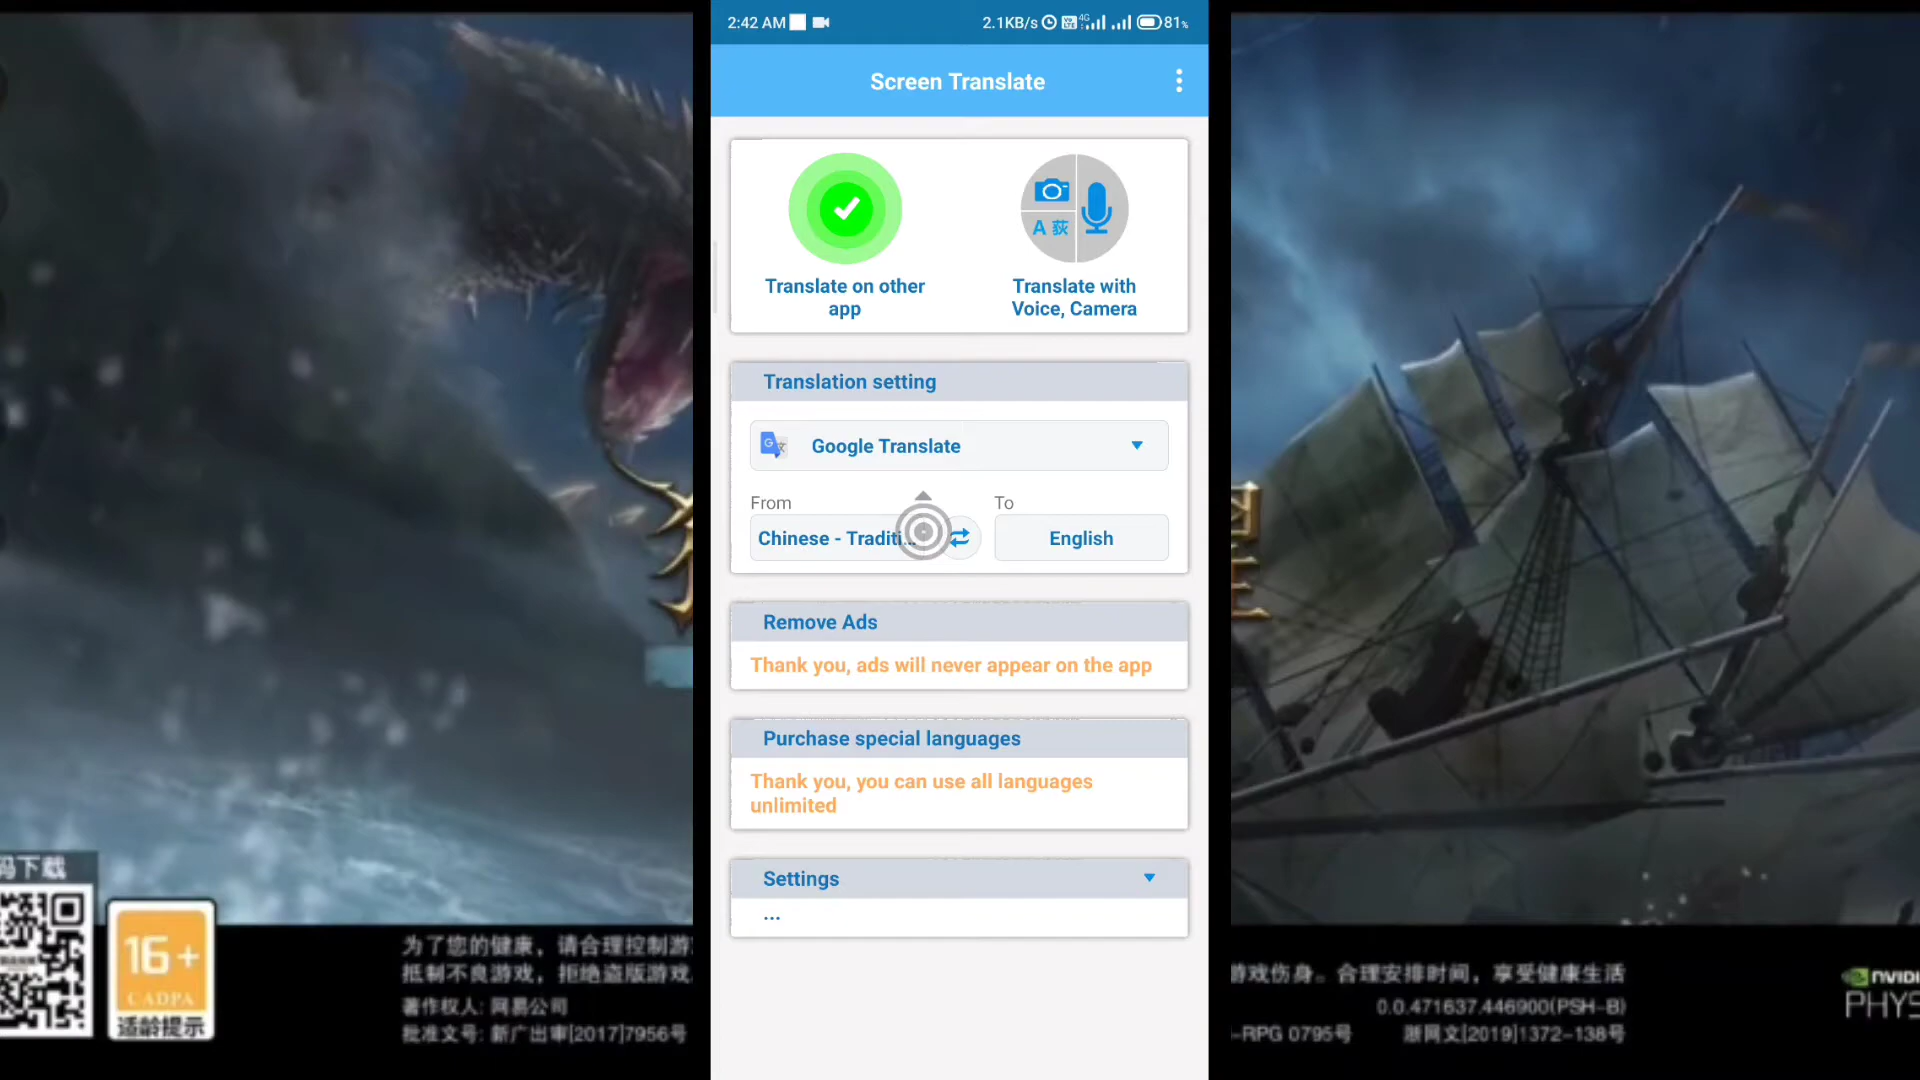 2:42 AM
2.1KB/s
4G
81%
Screen Translate
A 荻
Translate on other
app
Translate with
Voice, Camera
Translation setting
Google Translate
From
To
Chinese - Traditi...
English
Remove Ads
Thank you, ads will never appear on the app
Purchase special languages
Thank you, you can use all languages
unlimited
Settings
...
码下载
16+
CADPA
适龄提示
为了您的健康，请合理控制游
抵制不良游戏，拒绝盗版游戏
著作权人: 网易公司
批准文号: 新广出审[2017]7956号
游戏伤身。合理安排时间，享受健康生活
0.0.471637.446900(PSH-B)
-RPG 0795号
浙网文[2019]1372-138号
NVIDI
PHYS